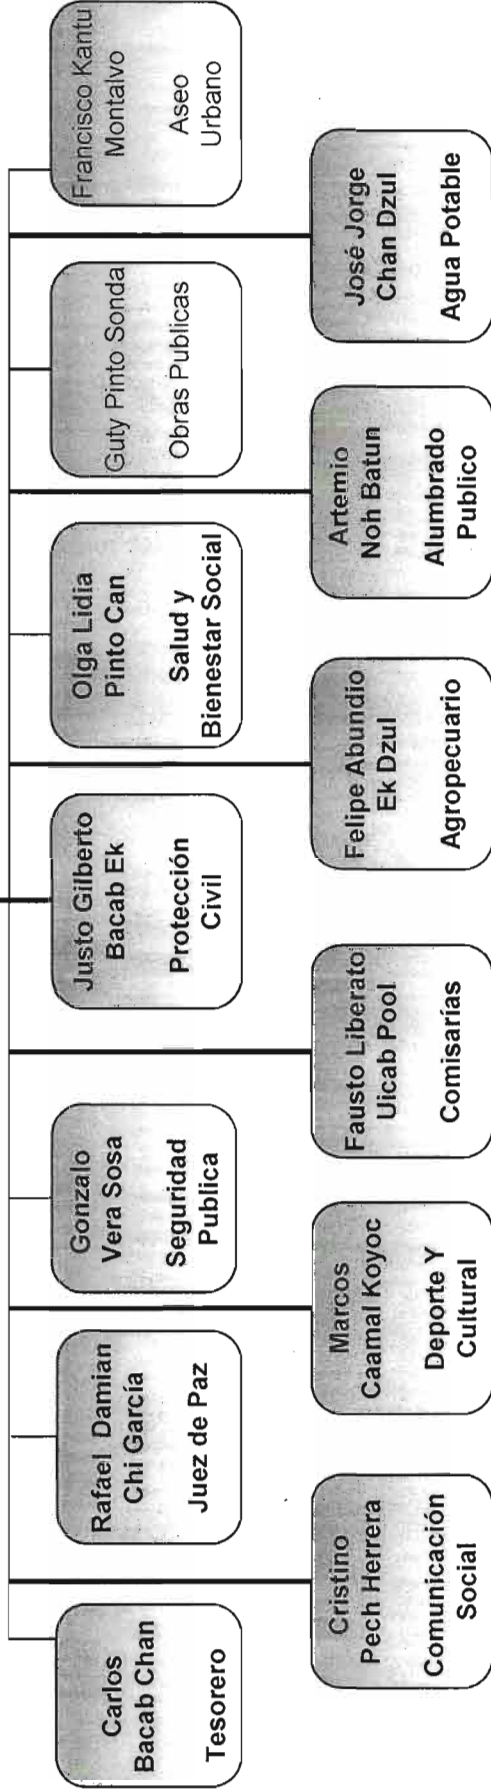 Carlos
Bacab Chan
Tesorero
Rafael Damian
Chi García
Juez de Paz
Gonzalo
Vera Sosa
Seguridad
Publica
Justo Gilberto
Bacab Ek
Protección
Civil
Olga Lidia
Pinto Can
Salud y
Bienestar Social
Guty Pinto Sonda
Obras Publicas
Francisco Kantu
Montalvo
Aseo
Urbano
Cristino
Pech Herrera
Comunicación
Social
Marcos
Caamal Koyoc
Deporte Y
Cultural
Fausto Liberato
Uicab Pool
Comisarías
Felipe Abundio
Ek Dzul
Agropecuario
Artemio
Noh Batun
Alumbrado
Publico
José Jorge
Chan Dzul
Agua Potable